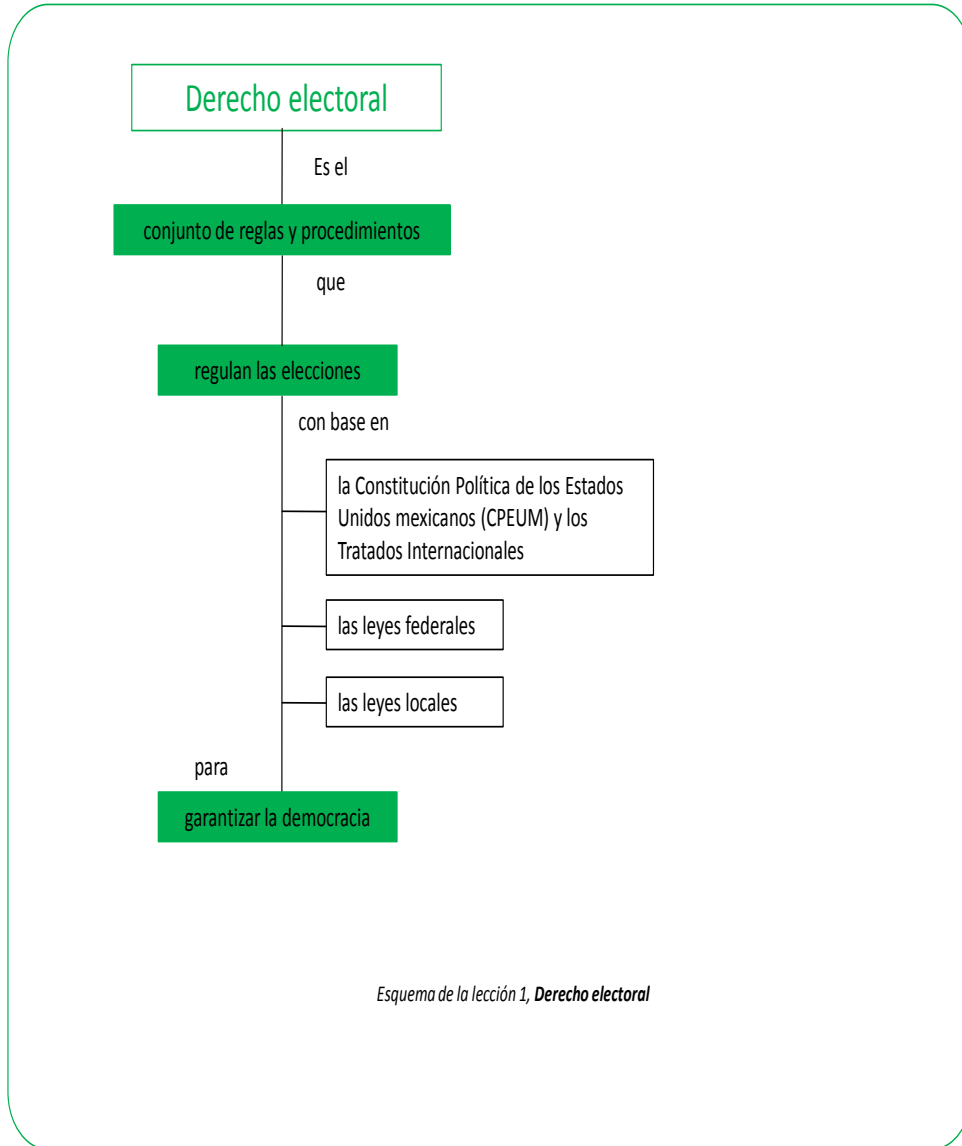 Derecho electoral
Es el
conjunto de reglas y procedimientos
que
regulan las elecciones
con base en
la Constitución Política de los Estados
Unidos mexicanos (CPEUM) y los
Tratados Internacionales
las leyes federales
las leyes locales
para
garantizar la democracia
Esquema de la lección 1, Derecho electoral